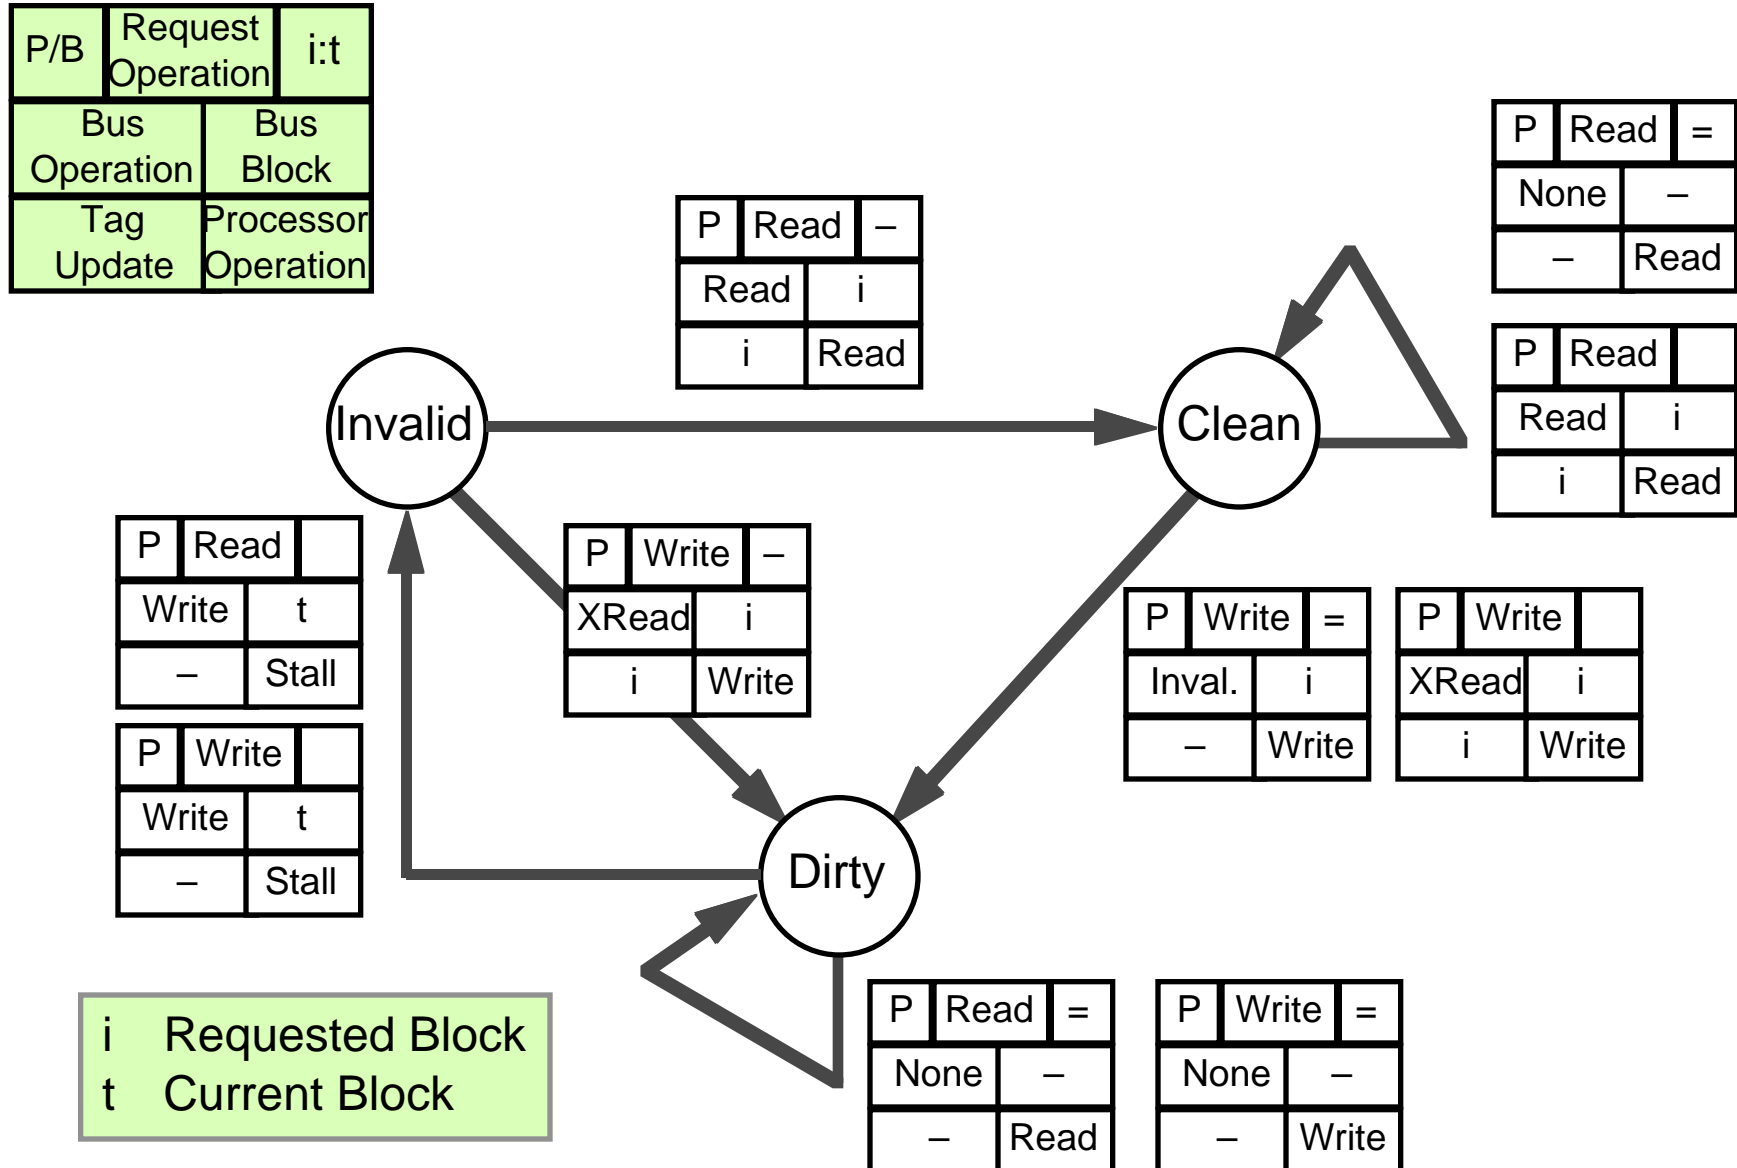 P/B Request Operation i:t
Bus Operation Bus Block
Tag Update Processor Operation
P Read –
Read i
i Read
P Read =
None –
– Read
P Read
Read i
i Read
Invalid
Clean
P Read
Write t
– Stall
P Write –
XRead i
i Write
P Write =
Inval. i
– Write
P Write
XRead i
i Write
P Write
Write t
– Stall
Dirty
P Read =
None –
– Read
P Write =
None –
– Write
i Requested Block
t Current Block